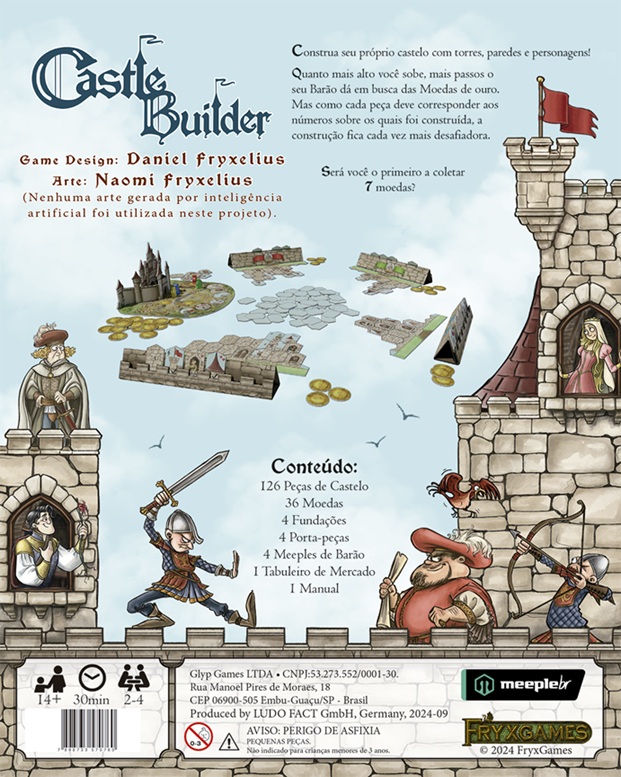 Castle
Builder
Game Design: Daniel Fryxelius
Arte: Naomi Fryxelius
(Nenhuma arte gerada por inteligência
artificial foi utilizada neste projeto).
Construa seu próprio castelo com torres, paredes e personagens!
Quanto mais alto você sobe, mais passos o
seu Barão dá em busca das Moedas de ouro.
Mas como cada peça deve corresponder aos
números sobre os quais foi construída, a
construção fica cada vez mais desafiadora.
Será você o primeiro a coletar
7 moedas?
Conteúdo:
126 Peças de Castelo
36 Moedas
4 Fundações
4 Porta-peças
4 Meeples de Barão
1 Tabuleiro de Mercado
1 Manual
14+ 30min 2-4
Glyp Games LTDA • CNPJ:53.273.552/0001-30.
Rua Manoel Pires de Moraes, 18
CEP 06900-505 Embu-Guaçu/SP - Brasil
Produced by LUDO FACT GmbH, Germany, 2024-09
0-3
AVISO: PÉRIGO DE ASFIXIA
PEQUENAS PEÇAS.
Não indicado para crianças menores de 3 anos.
meeplebr
FRYXGAMES
© 2024 FryxGames